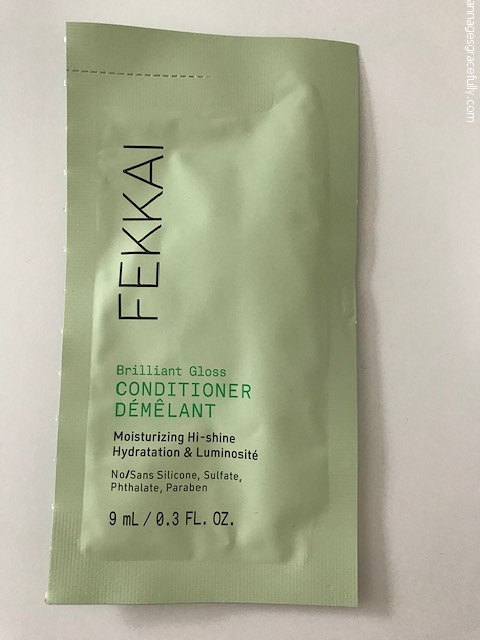 FEKKAI
Brilliant Gloss
CONDITIONER
DÉMÊLANT
Moisturizing Hi-shine
Hydratation & Luminosité
No/Sans Silicone, Sulfate,
Phthalate, Paraben
9 mL / 0.3 FL. OZ.
annagesgracefully.com